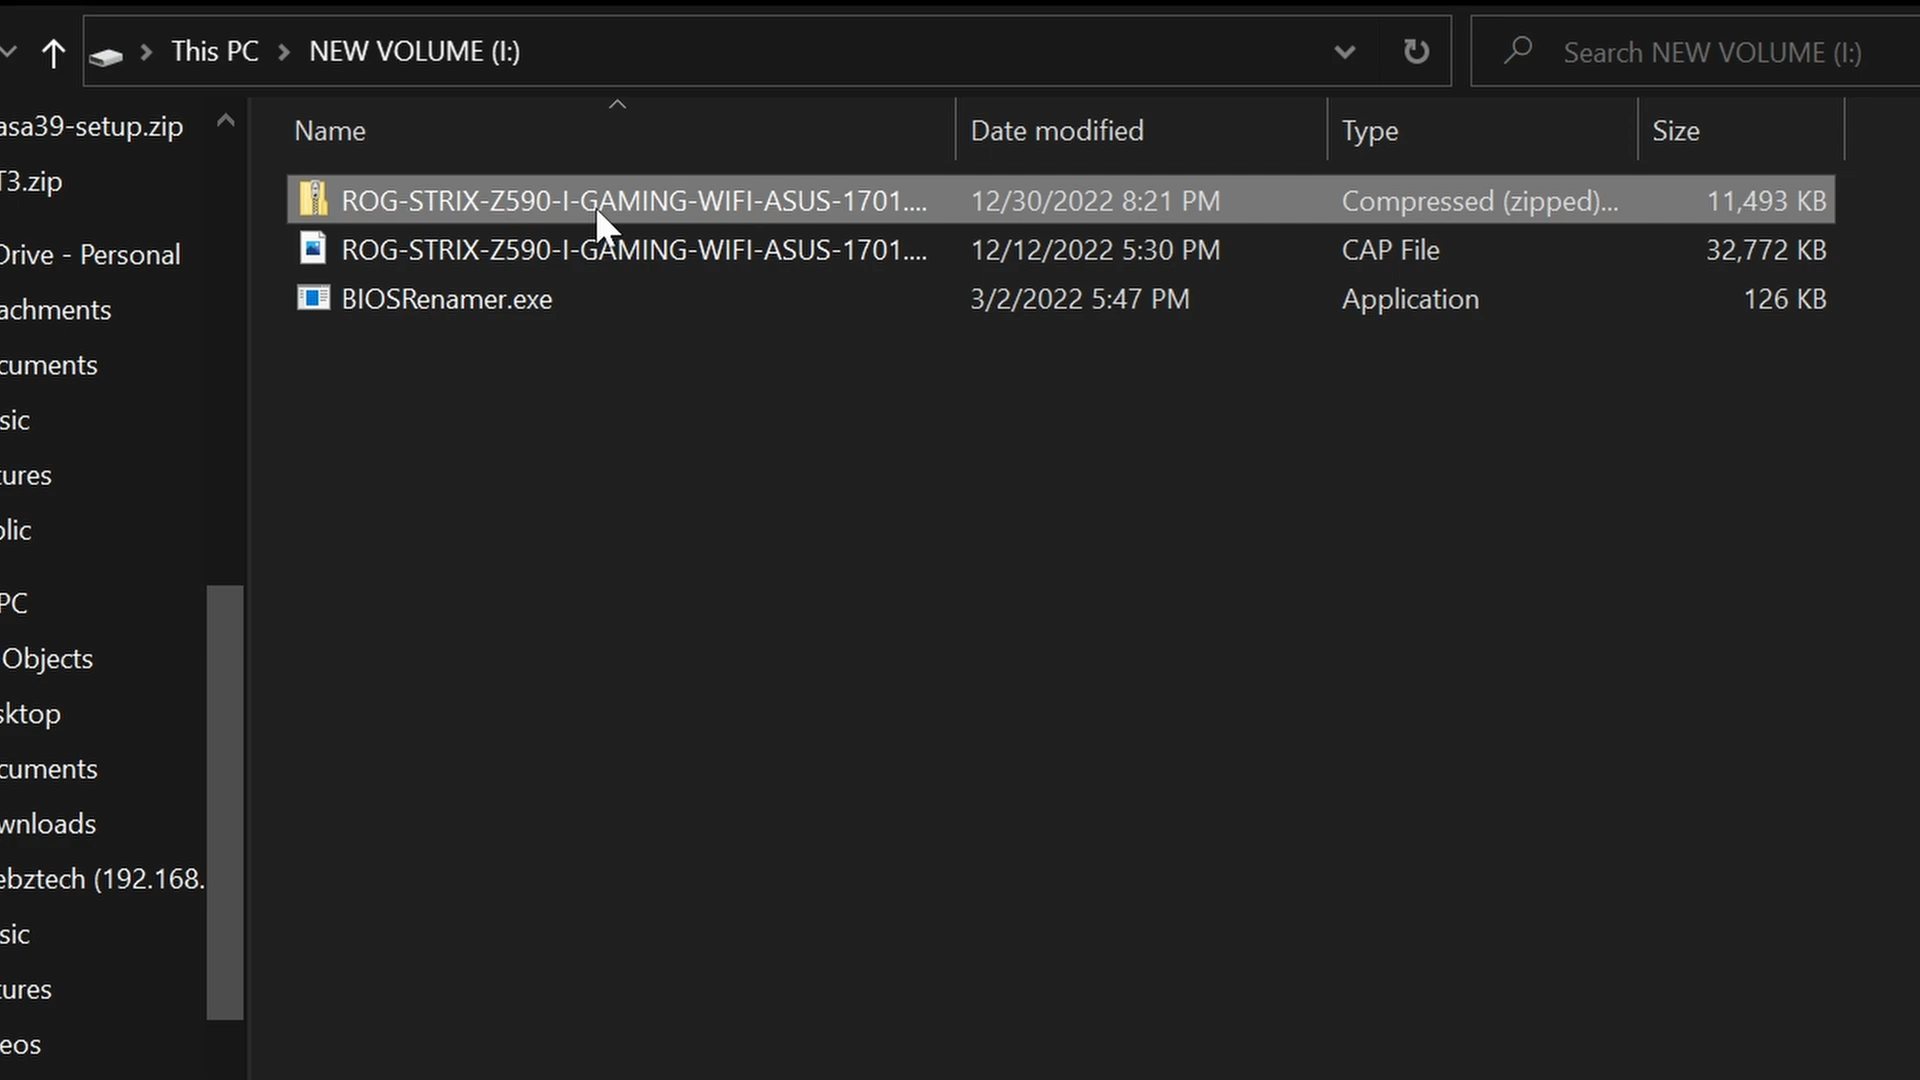 This PC > NEW VOLUME (I:)
Search NEW VOLUME (I:)
Name Date modified Type Size
ROG-STRIX-Z590-I-GAMING-WIFI-ASUS-1701.... 12/30/2022 8:21 PM Compressed (zipped)... 11,493 KB
ROG-STRIX-Z590-I-GAMING-WIFI-ASUS-1701.... 12/12/2022 5:30 PM CAP File 32,772 KB
BIOSRenamer.exe 3/2/2022 5:47 PM Application 126 KB
asa39-setup.zip
T3.zip
Drive - Personal
achments
cuments
sic
tures
blic
PC
Objects
sktop
cuments
wnloads
ebztech (192.168.
sic
tures
eos